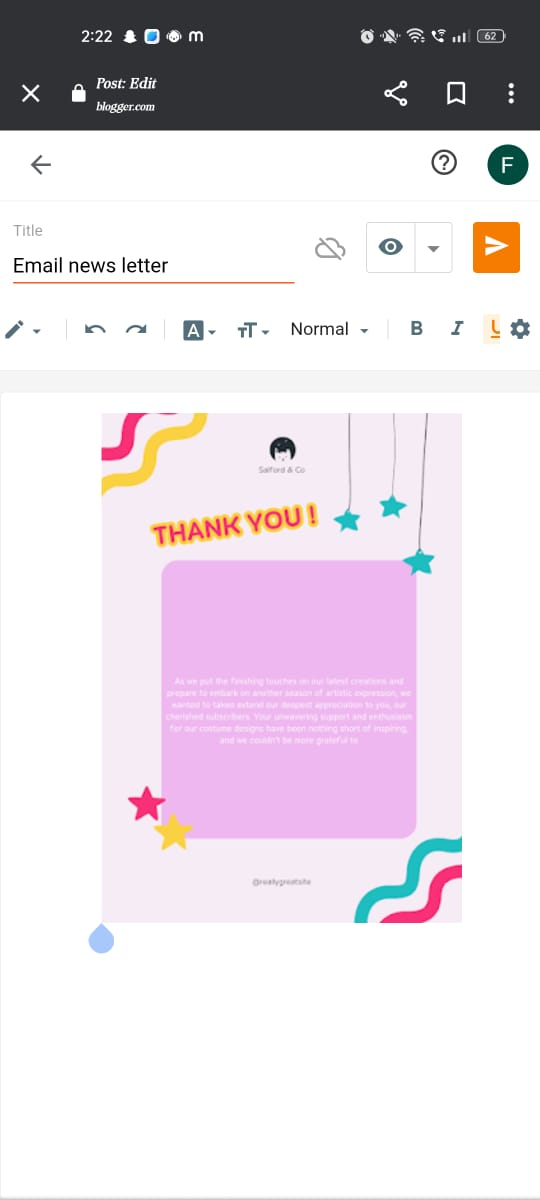 2:22
62
Post: Edit
blogger.com
F
Title
Email news letter
A
TT
Normal
B
I
U
Salford & Co
THANK YOU !
As we put the finishing touches on our latest creations and
prepare to embark on another season of artistic expression, we
wanted to taken extend our deepest appreciation to you, our
cherished subscribers. Your unwavering support and enthusiasm
for our costume designs have been nothing short of inspiring,
and we couldn't be more grateful to
@reallygreatsite